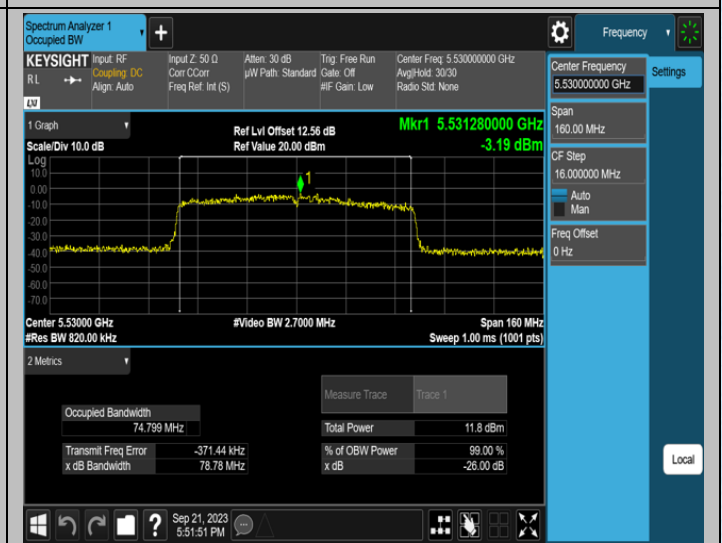 Spectrum Analyzer 1
Occupied BW
+
Frequency
KEYSIGHT
R L
LXI
Input: RF
Coupling: DC
Align: Auto
Input Z: 50 Ω
Corr CCorr
Freq Ref: Int (S)
Atten: 30 dB
µW Path: Standard
Trig: Free Run
Gate: Off
#IF Gain: Low
Center Freq: 5.530000000 GHz
Avg|Hold: 30/30
Radio Std: None
Center Frequency
5.530000000 GHz
Settings
Span
160.00 MHz
CF Step
16.000000 MHz
Auto
Man
Freq Offset
0 Hz
Local
1 Graph
Scale/Div 10.0 dB
Ref Lvl Offset 12.56 dB
Ref Value 20.00 dBm
Mkr1 5.531280000 GHz
-3.19 dBm
Log
10.0
0.00
-10.0
-20.0
-30.0
-40.0
-50.0
-60.0
-70.0
1
Center 5.53000 GHz
#Res BW 820.00 kHz
#Video BW 2.7000 MHz
Span 160 MHz
Sweep 1.00 ms (1001 pts)
2 Metrics
Measure Trace Trace 1
Occupied Bandwidth
74.799 MHz
Total Power 11.8 dBm
Transmit Freq Error -371.44 kHz
% of OBW Power 99.00 %
x dB Bandwidth 78.78 MHz
x dB -26.00 dB
?
Sep 21, 2023
5:51:51 PM